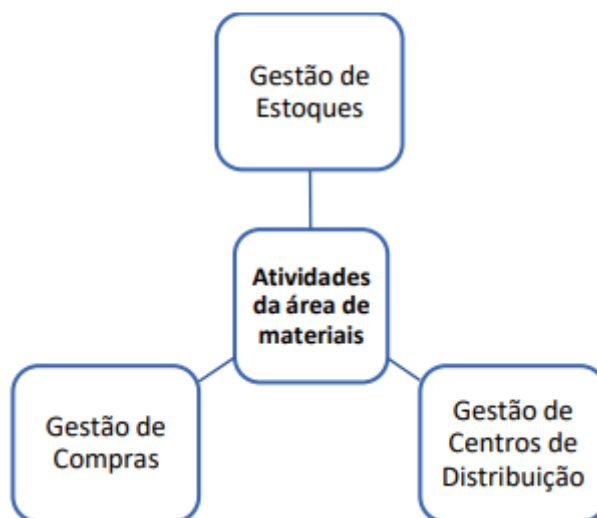 Gestão de
Estoques
Atividades
da área de
materiais
Gestão de
Compras
Gestão de
Centros de
Distribuição